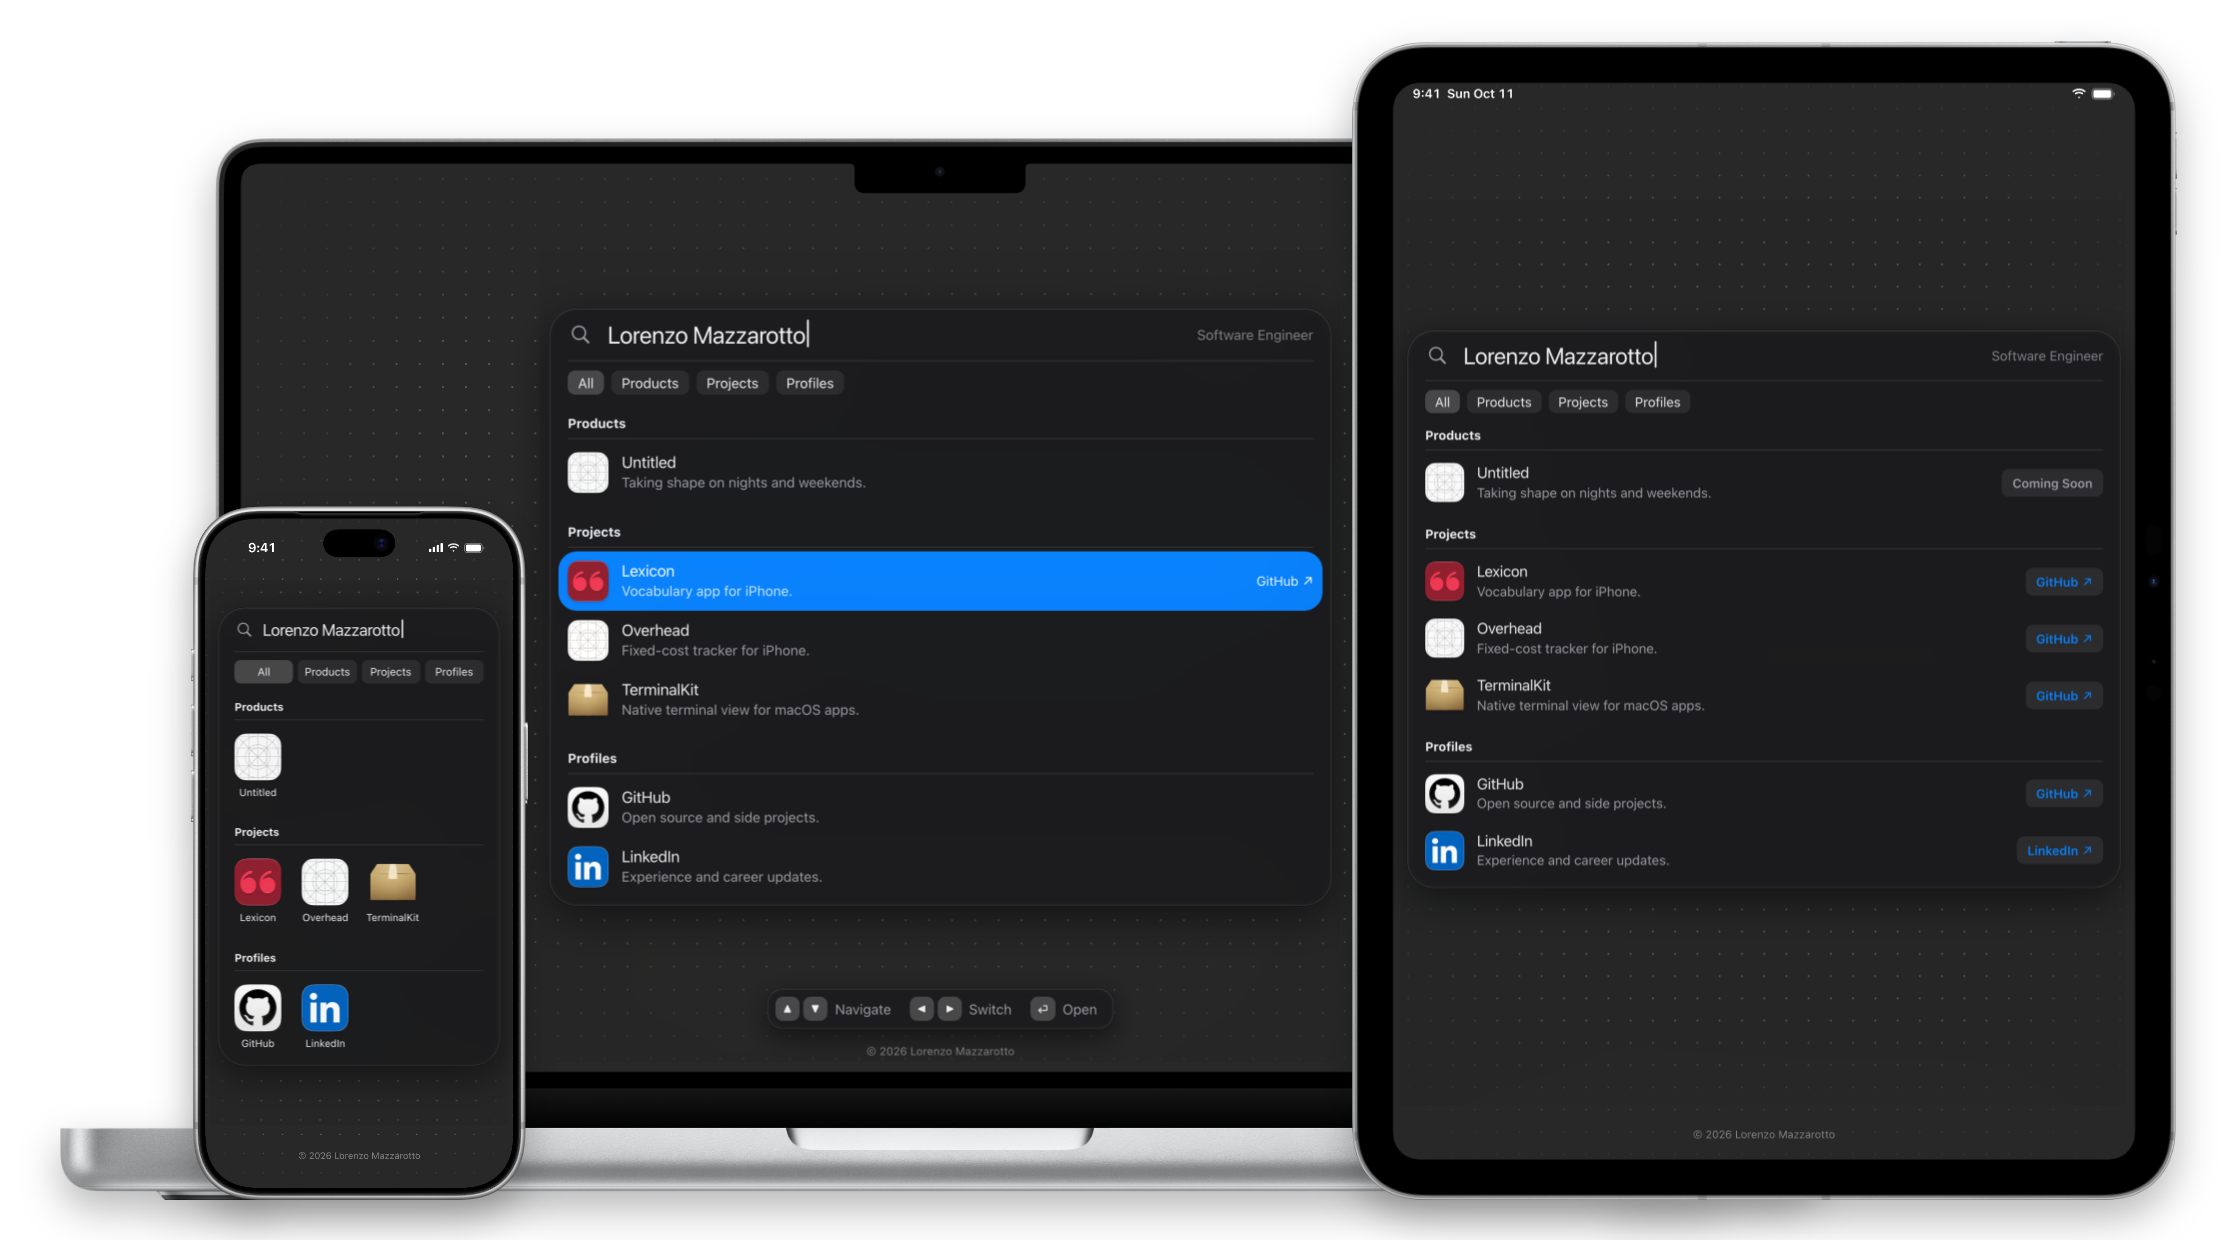 Lorenzo Mazzarotto
Software Engineer
All
Products
Projects
Profiles
Products
Untitled
Taking shape on nights and weekends.
Projects
Lexicon
Vocabulary app for iPhone.
GitHub ↗
Overhead
Fixed-cost tracker for iPhone.
TerminalKit
Native terminal view for macOS apps.
Profiles
GitHub
Open source and side projects.
in
LinkedIn
Experience and career updates.
▲ ▼ Navigate ◀ ▶ Switch ⏎ Open
© 2026 Lorenzo Mazzarotto
9:41
Lorenzo Mazzarotto
All
Products
Projects
Profiles
Products
Untitled
Projects
Lexicon
Overhead
TerminalKit
Profiles
in
GitHub
LinkedIn
© 2026 Lorenzo Mazzarotto
9:41 Sun Oct 11
Lorenzo Mazzarotto
Software Engineer
All
Products
Projects
Profiles
Products
Untitled
Taking shape on nights and weekends.
Coming Soon
Projects
Lexicon
Vocabulary app for iPhone.
GitHub ↗
Overhead
Fixed-cost tracker for iPhone.
GitHub ↗
TerminalKit
Native terminal view for macOS apps.
GitHub ↗
Profiles
GitHub
Open source and side projects.
GitHub ↗
in
LinkedIn
Experience and career updates.
LinkedIn ↗
© 2026 Lorenzo Mazzarotto